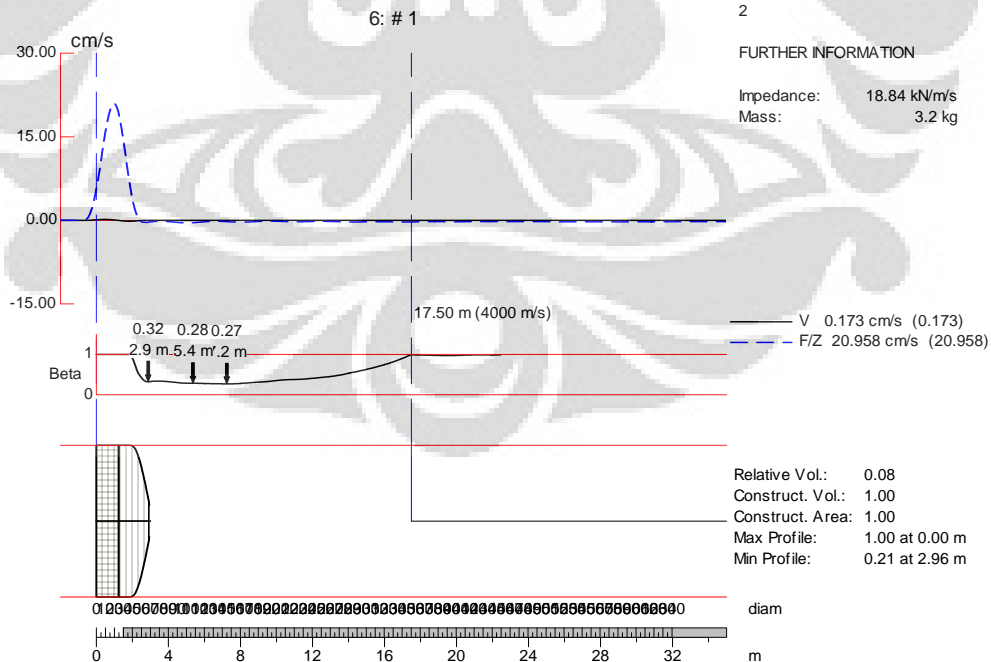 6: # 1
2
cm/s
30.00
15.00
0.00
-15.00
FURTHER INFORMATION
Impedance: 18.84 kN/m/s
Mass: 3.2 kg
17.50 m (4000 m/s)
V 0.173 cm/s (0.173)
F/Z 20.958 cm/s (20.958)
0.32 0.28 0.27
2.9 m 5.4 m 7.2 m
1
Beta
0
Relative Vol.: 0.08
Construct. Vol.: 1.00
Construct. Area: 1.00
Max Profile: 1.00 at 0.00 m
Min Profile: 0.21 at 2.96 m
diam
0 4 8 12 16 20 24 28 32 m